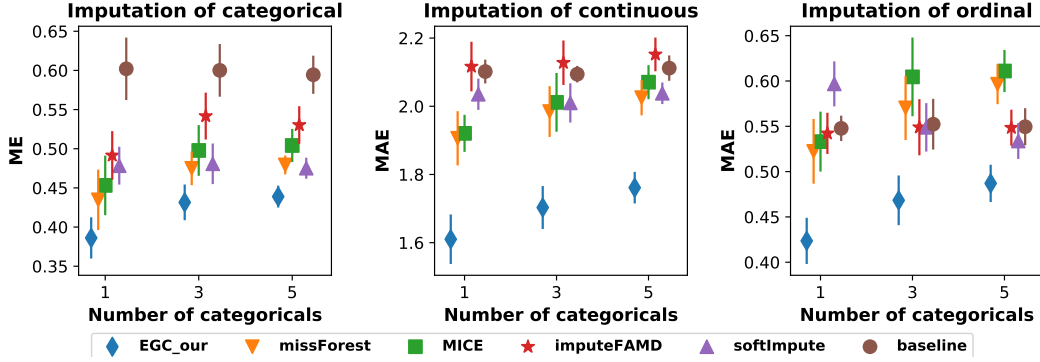 Imputation of categorical
ME
0.65
0.60
0.55
0.50
0.45
0.40
0.35
1 3 5
Number of categoricals
Imputation of continuous
MAE
2.2
2.0
1.8
1.6
1 3 5
Number of categoricals
Imputation of ordinal
MAE
0.65
0.60
0.55
0.50
0.45
0.40
1 3 5
Number of categoricals
EGC_our missForest MICE imputeFAMD softImpute baseline